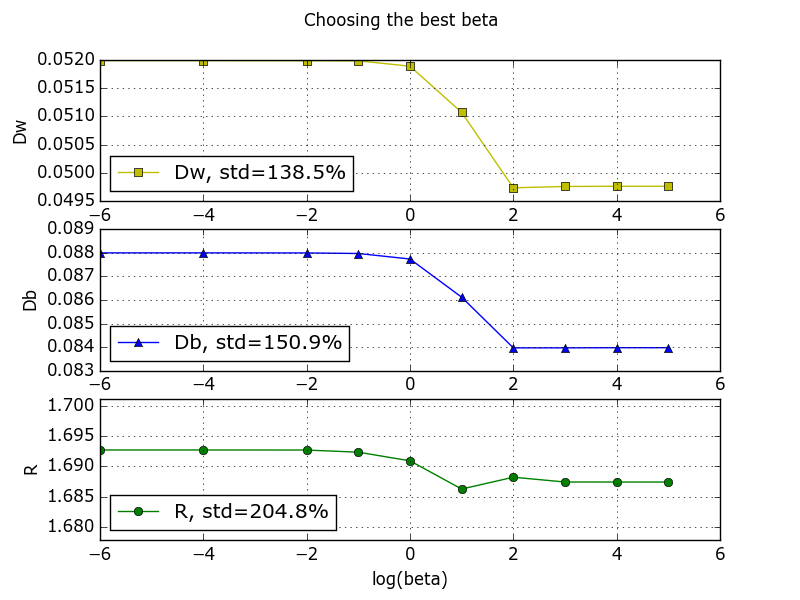 Choosing the best beta
0.0520
0.0515
0.0510
0.0505
0.0500
0.0495
Dw
Dw, std=138.5%
−6 −4 −2 0 2 4 6
0.089
0.088
0.087
0.086
0.085
0.084
0.083
Db
Db, std=150.9%
−6 −4 −2 0 2 4 6
1.700
1.695
1.690
1.685
1.680
R
R, std=204.8%
−6 −4 −2 0 2 4 6
log(beta)